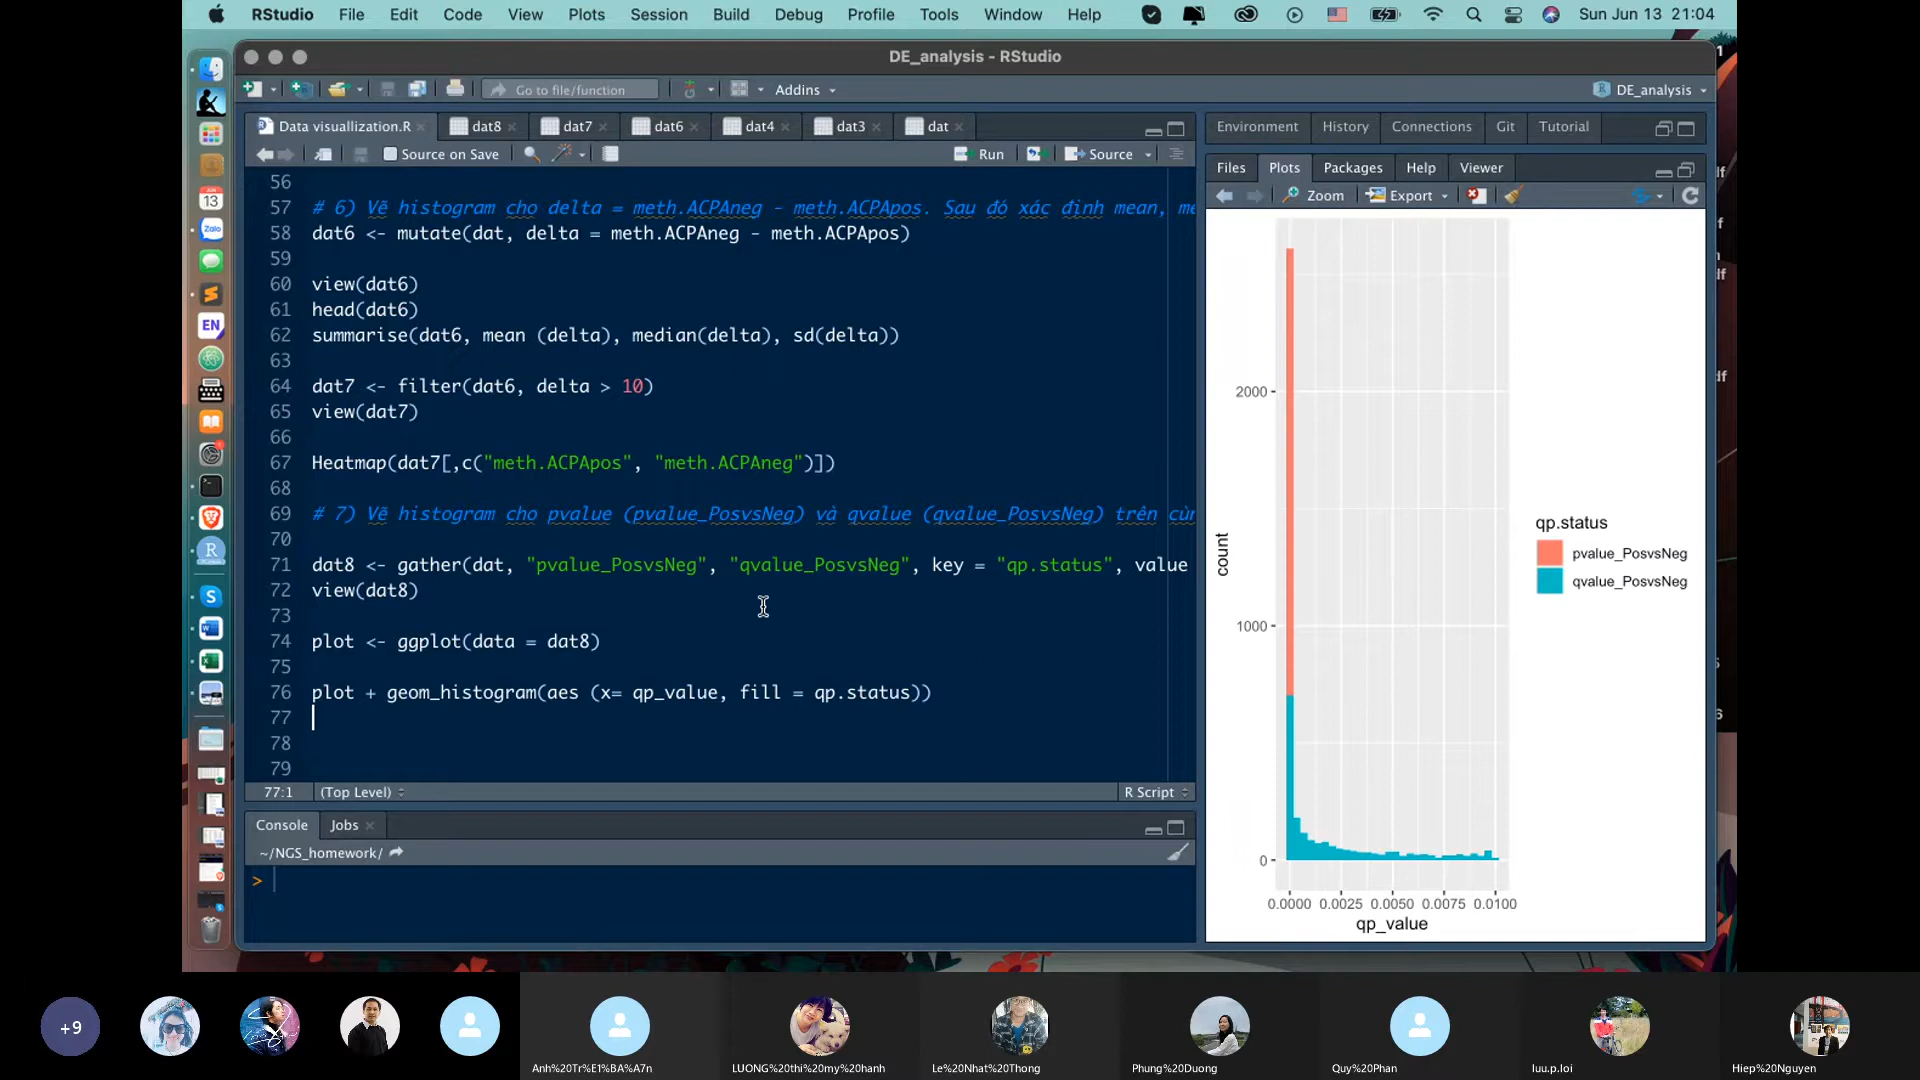 RStudio File Edit Code View Plots Session Build Debug Profile Tools Window Help Sun Jun 13 21:04
DE_analysis - RStudio
Go to file/function Addins DE_analysis
Data visuallization.R dat8 dat7 dat6 dat4 dat3 dat
Source on Save Run Source
56
57 # 6) Vẽ histogram cho delta = meth.ACPAneg - meth.ACPApos. Sau đó xác định mean, me
58 dat6 <- mutate(dat, delta = meth.ACPAneg - meth.ACPApos)
59
60 view(dat6)
61 head(dat6)
62 summarise(dat6, mean (delta), median(delta), sd(delta))
63
64 dat7 <- filter(dat6, delta > 10)
65 view(dat7)
66
67 Heatmap(dat7[,c("meth.ACPApos", "meth.ACPAneg")])
68
69 # 7) Vẽ histogram cho pvalue (pvalue_PosvsNeg) và qvalue (qvalue_PosvsNeg) trên cùn
70
71 dat8 <- gather(dat, "pvalue_PosvsNeg", "qvalue_PosvsNeg", key = "qp.status", value
72 view(dat8)
73
74 plot <- ggplot(data = dat8)
75
76 plot + geom_histogram(aes (x= qp_value, fill = qp.status))
77
78
79
77:1 (Top Level) R Script
Console Jobs
~/NGS_homework/
>
Environment History Connections Git Tutorial
Files Plots Packages Help Viewer
Zoom Export
2000
1000
0
count
0.0000 0.0025 0.0050 0.0075 0.0100
qp_value
qp.status
pvalue_PosvsNeg
qvalue_PosvsNeg
JUN
13
Zalo
EN
+9
Anh%20Tr%E1%BA%A7n
LUONG%20thi%20my%20hanh
Le%20Nhat%20Thong
Phung%20Duong
Quy%20Phan
luu.p.loi
Hiep%20Nguyen